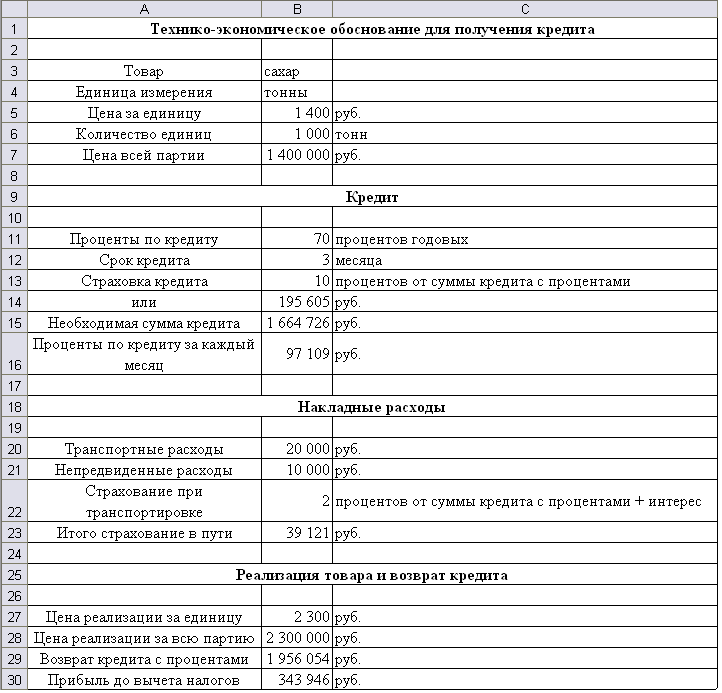 A B C
1 Технико-экономическое обоснование для получения кредита
2
3 Товар сахар
4 Единица измерения тонны
5 Цена за единицу 1 400 руб.
6 Количество единиц 1 000 тонн
7 Цена всей партии 1 400 000 руб.
8
9 Кредит
10
11 Проценты по кредиту 70 процентов годовых
12 Срок кредита 3 месяца
13 Страховка кредита 10 процентов от суммы кредита с процентами
14 или 195 605 руб.
15 Необходимая сумма кредита 1 664 726 руб.
Проценты по кредиту за каждый
16 месяц 97 109 руб.
17
18 Накладные расходы
19
20 Транспортные расходы 20 000 руб.
21 Непредвиденные расходы 10 000 руб.
Страхование при
22 транспортировке 2 процентов от суммы кредита с процентами + интерес
23 Итого страхование в пути 39 121 руб.
24
25 Реализация товара и возврат кредита
26
27 Цена реализации за единицу 2 300 руб.
28 Цена реализации за всю партию 2 300 000 руб.
29 Возврат кредита с процентами 1 956 054 руб.
30 Прибыль до вычета налогов 343 946 руб.